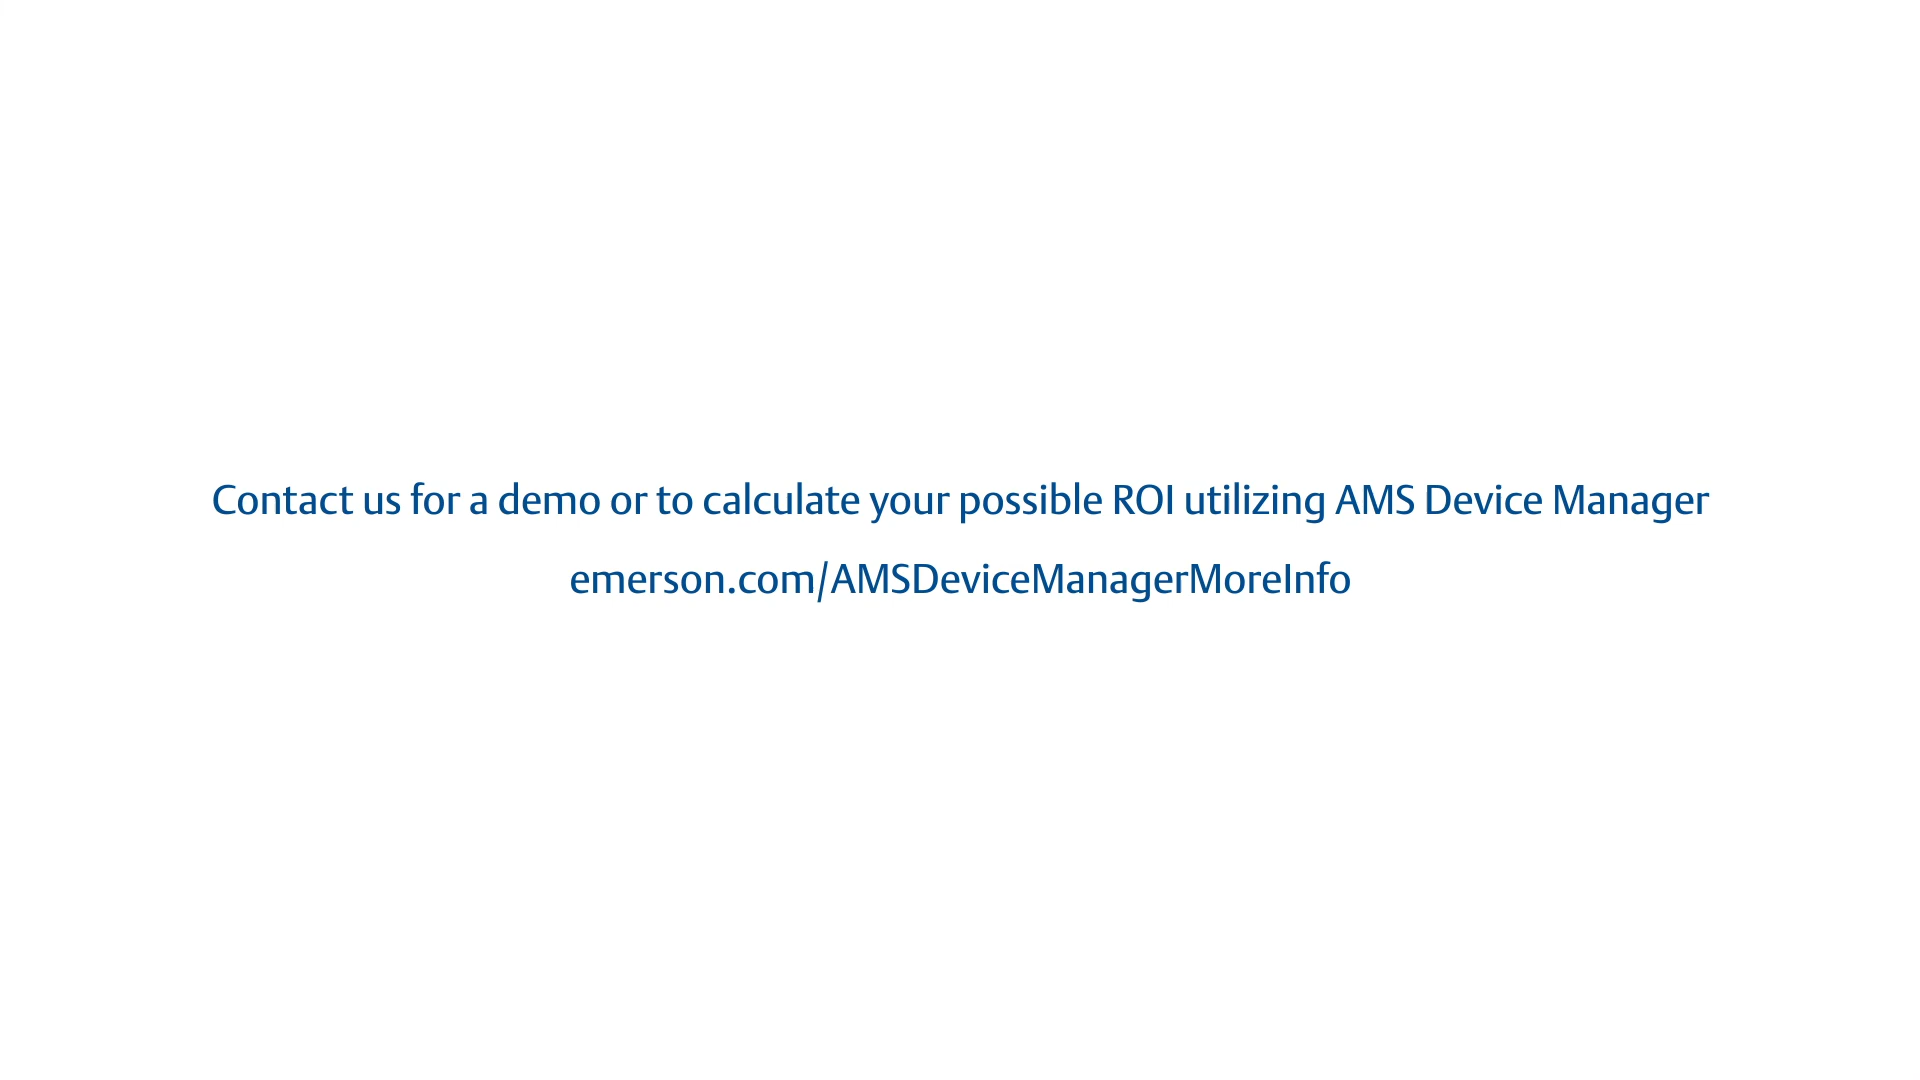 Contact us for a demo or to calculate your possible ROI utilizing AMS Device Manager
emerson.com/AMSDeviceManagerMoreInfo